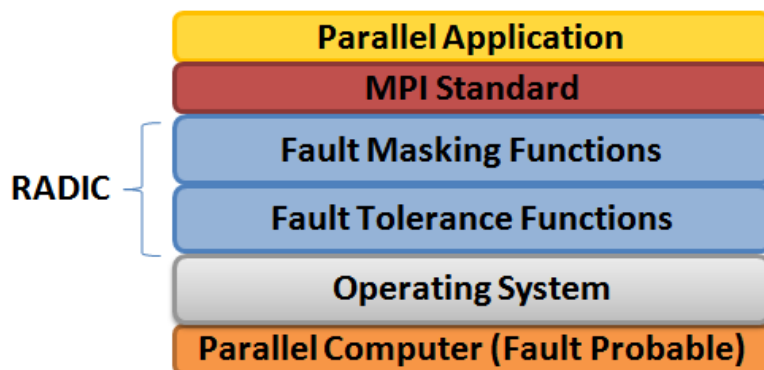 Parallel Application
MPI Standard
Fault Masking Functions
RADIC
Fault Tolerance Functions
Operating System
Parallel Computer (Fault Probable)